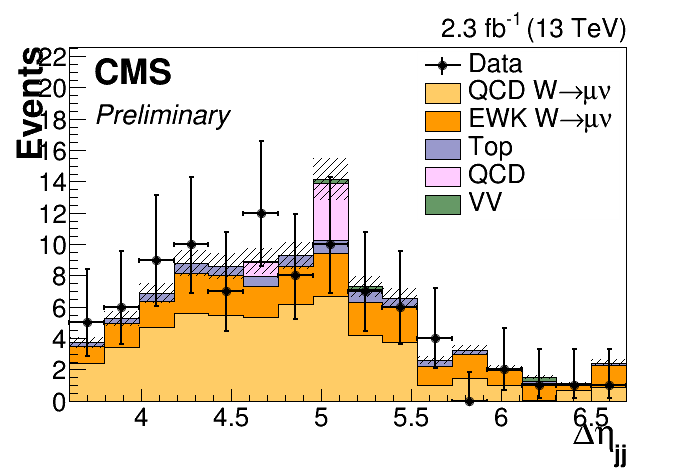 2.3 fb⁻¹ (13 TeV)
CMS
Preliminary
Events
Data
QCD W→μν
EWK W→μν
Top
QCD
VV
22
20
18
16
14
12
10
8
6
4
2
0
4 4.5 5 5.5 6 6.5
Δηjj